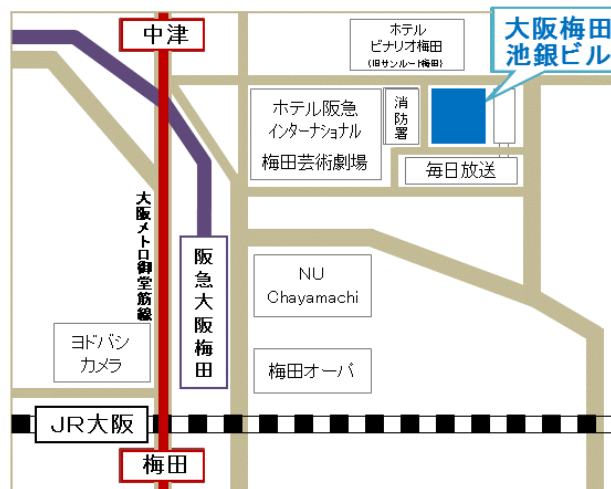 中津
ホテル
ビナリオ梅田
(旧サンルート梅田)
大阪梅田
池銀ビル
ホテル阪急
インターナショナル
梅田芸術劇場
消防署
毎日放送
大阪メトロ御堂筋線
阪急大阪梅田
NU
Chayamachi
ヨドバシ
カメラ
梅田オーパ
JR大阪
梅田